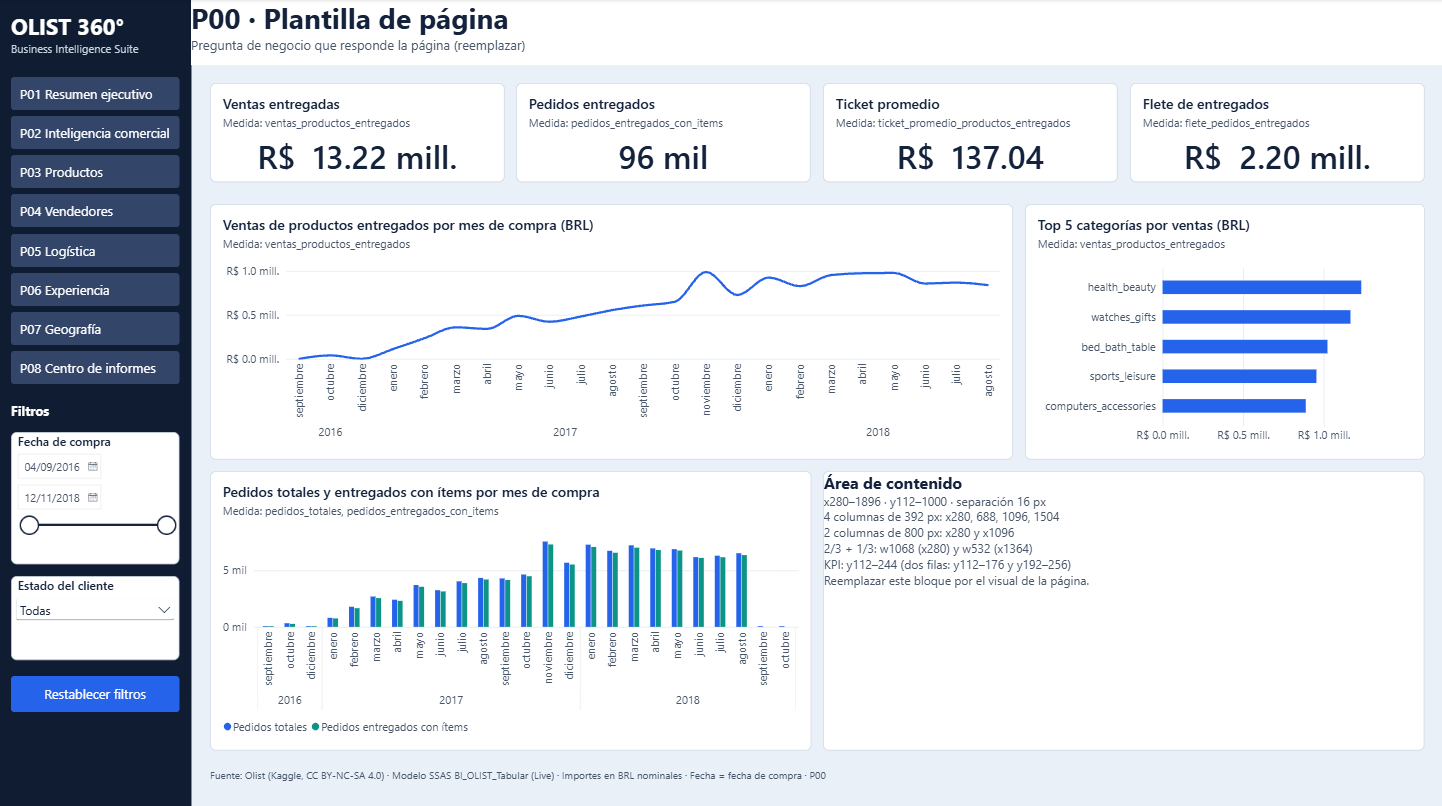 OLIST 360°
Business Intelligence Suite
P01 Resumen ejecutivo
P02 Inteligencia comercial
P03 Productos
P04 Vendedores
P05 Logística
P06 Experiencia
P07 Geografía
P08 Centro de informes
Filtros
Fecha de compra
04/09/2016
12/11/2018
Estado del cliente
Todas
Restablecer filtros
P00 · Plantilla de página
Pregunta de negocio que responde la página (reemplazar)
Ventas entregadas
Medida: ventas_productos_entregados
R$ 13.22 mill.
Pedidos entregados
Medida: pedidos_entregados_con_items
96 mil
Ticket promedio
Medida: ticket_promedio_productos_entregados
R$ 137.04
Flete de entregados
Medida: flete_pedidos_entregados
R$ 2.20 mill.
Ventas de productos entregados por mes de compra (BRL)
Medida: ventas_productos_entregados
R$ 1.0 mill.
R$ 0.5 mill.
R$ 0.0 mill.
septiembre octubre diciembre enero febrero marzo abril mayo junio julio agosto septiembre octubre noviembre diciembre enero febrero marzo abril mayo junio julio agosto
2016 2017 2018
Top 5 categorías por ventas (BRL)
Medida: ventas_productos_entregados
health_beauty
watches_gifts
bed_bath_table
sports_leisure
computers_accessories
R$ 0.0 mill. R$ 0.5 mill. R$ 1.0 mill.
Pedidos totales y entregados con ítems por mes de compra
Medida: pedidos_totales, pedidos_entregados_con_items
5 mil
0 mil
septiembre octubre diciembre enero febrero marzo abril mayo junio julio agosto septiembre octubre noviembre diciembre enero febrero marzo abril mayo junio julio agosto septiembre octubre
2016 2017 2018
Pedidos totales Pedidos entregados con ítems
Área de contenido
x280–1896 · y112–1000 · separación 16 px
4 columnas de 392 px: x280, 688, 1096, 1504
2 columnas de 800 px: x280 y x1096
2/3 + 1/3: w1068 (x280) y w532 (x1364)
KPI: y112–244 (dos filas: y112–176 y y192–256)
Reemplazar este bloque por el visual de la página.
Fuente: Olist (Kaggle, CC BY-NC-SA 4.0) · Modelo SSAS BI_OLIST_Tabular (Live) · Importes en BRL nominales · Fecha = fecha de compra · P00